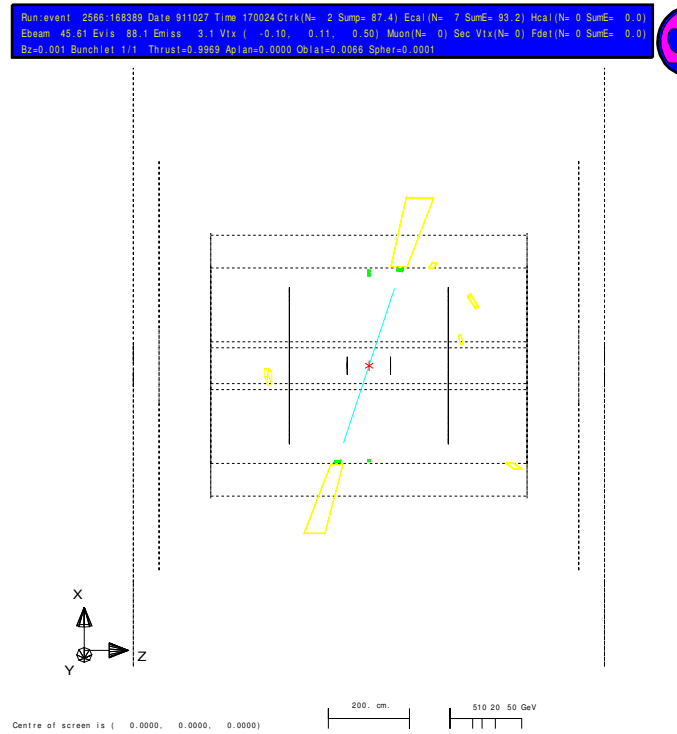 Run:event 2566:168389 Date 911027 Time 170024 Ctrk(N= 2 Sump= 87.4) Ecal(N= 7 SumE= 93.2) Hcal(N= 0 SumE= 0.0)
Ebeam 45.61 Evis 88.1 Emiss 3.1 Vtx ( -0.10, 0.11, 0.50) Muon(N= 0) Sec Vtx(N= 0) Fdet(N= 0 SumE= 0.0)
Bz=0.001 Bunchlet 1/1 Thrust=0.9969 Aplan=0.0000 Oblat=0.0066 Spher=0.0001
X
Y
Z
200. cm.
5 10 20 50 GeV
Centre of screen is ( 0.0000, 0.0000, 0.0000)